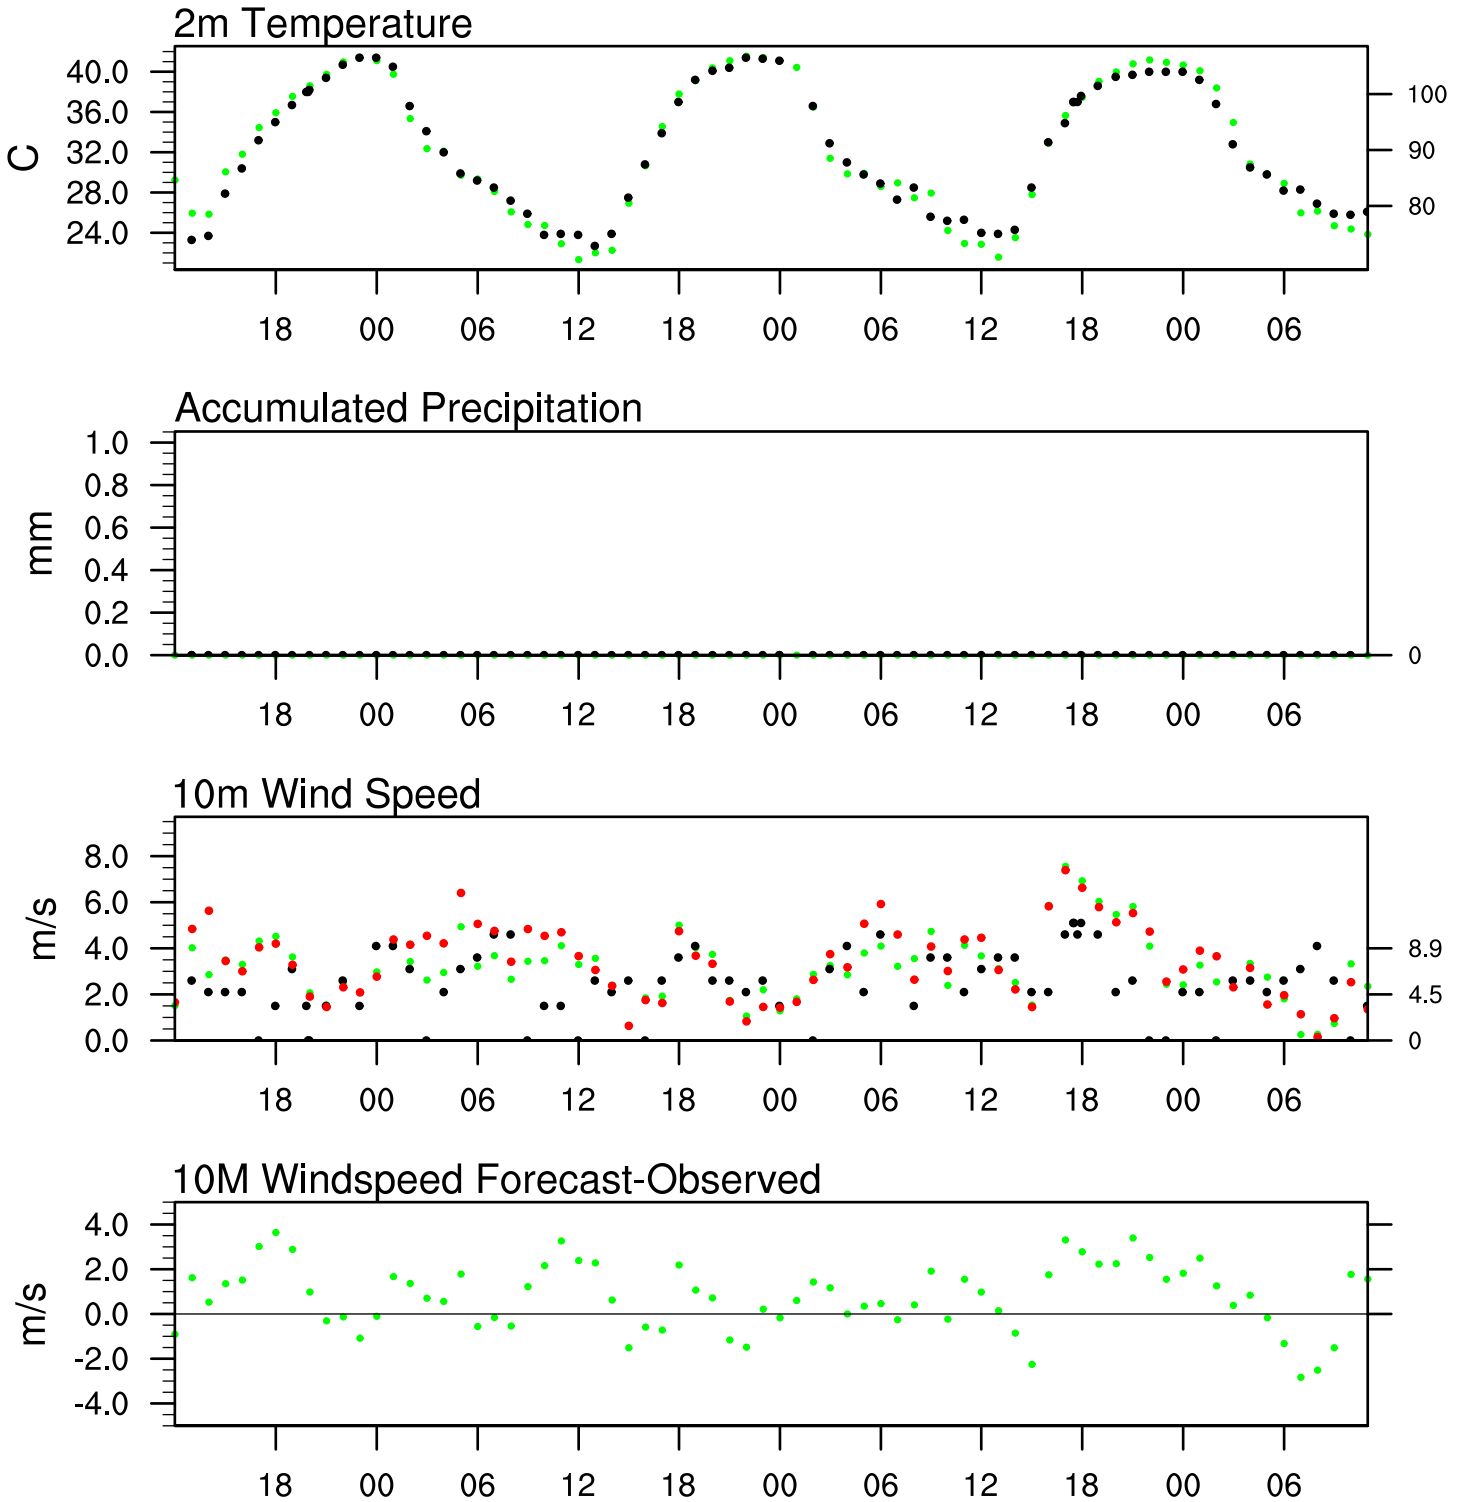 2m Temperature
40.0
36.0
32.0
28.0
24.0
C
100
90
80
18 00 06 12 18 00 06 12 18 00 06
Accumulated Precipitation
1.0
0.8
0.6
0.4
0.2
0.0
mm
0
18 00 06 12 18 00 06 12 18 00 06
10m Wind Speed
8.0
6.0
4.0
2.0
0.0
m/s
8.9
4.5
0
18 00 06 12 18 00 06 12 18 00 06
10M Windspeed Forecast-Observed
4.0
2.0
0.0
-2.0
-4.0
m/s
18 00 06 12 18 00 06 12 18 00 06